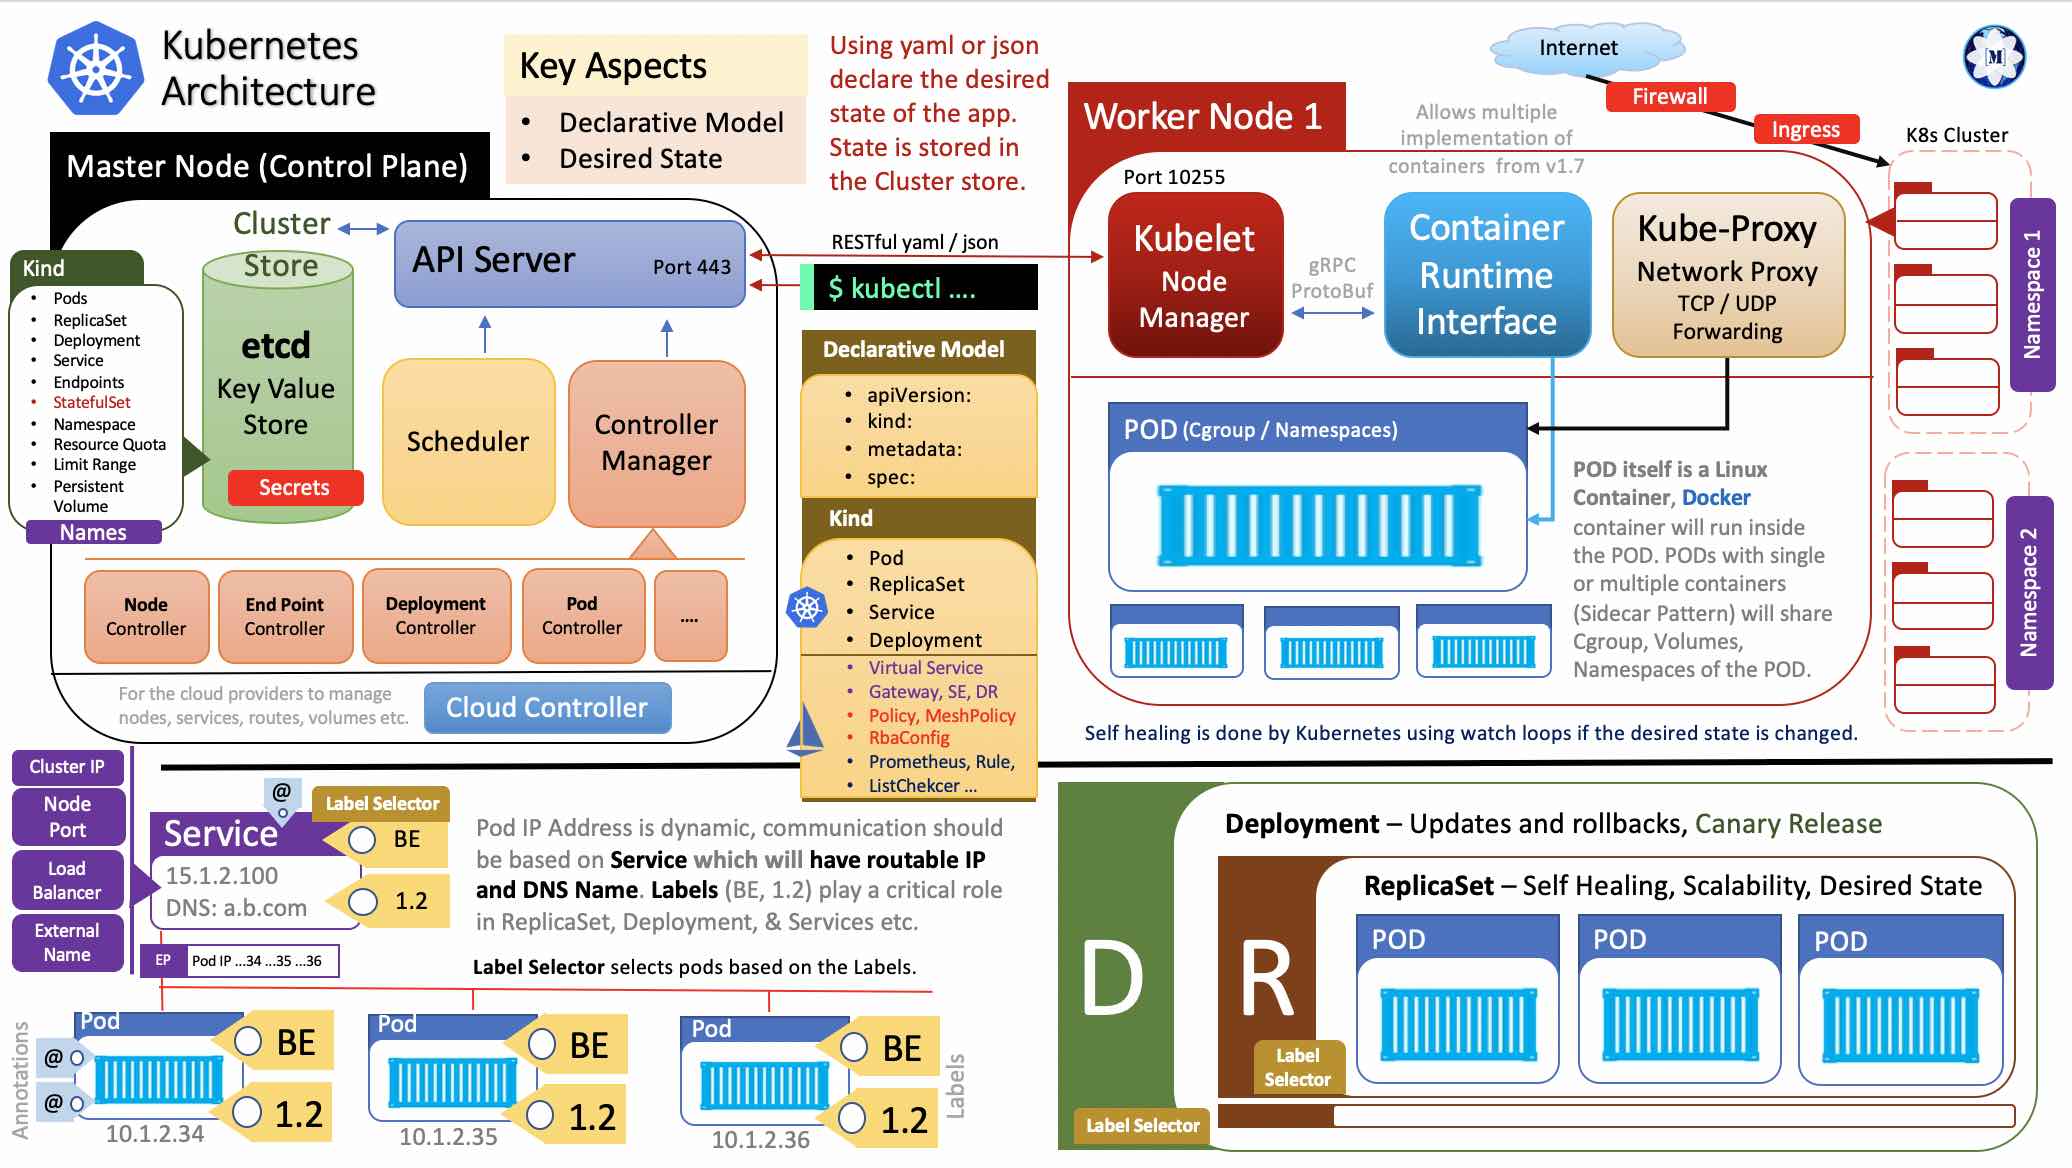 Kubernetes
Architecture
Key Aspects
• Declarative Model
• Desired State
Using yaml or json
declare the desired
state of the app.
State is stored in
the Cluster store.
Master Node (Control Plane)
Cluster
Store
etcd
Key Value
Store
Secrets
API Server
Port 443
Kind
• Pods
• ReplicaSet
• Deployment
• Service
• Endpoints
• StatefulSet
• Namespace
• Resource Quota
• Limit Range
• Persistent
Volume
Names
Scheduler
Controller
Manager
Node
Controller
End Point
Controller
Deployment
Controller
Pod
Controller
....
For the cloud providers to manage
nodes, services, routes, volumes etc.
Cloud Controller
RESTful yaml / json
$ kubectl ....
Declarative Model
• apiVersion:
• kind:
• metadata:
• spec:
Kind
• Pod
• ReplicaSet
• Service
• Deployment
• Virtual Service
• Gateway, SE, DR
• Policy, MeshPolicy
• RbaConfig
• Prometheus, Rule,
• ListChekcer ...
Worker Node 1
Allows multiple
implementation of
containers from v1.7
Port 10255
Kubelet
Node
Manager
gRPC
ProtoBuf
Container
Runtime
Interface
Kube-Proxy
Network Proxy
TCP / UDP
Forwarding
POD (Cgroup / Namespaces)
POD itself is a Linux
Container, Docker
container will run inside
the POD. PODs with single
or multiple containers
(Sidecar Pattern) will share
Cgroup, Volumes,
Namespaces of the POD.
Self healing is done by Kubernetes using watch loops if the desired state is changed.
Internet
Firewall
Ingress
[M]
K8s Cluster
Namespace 1
Namespace 2
Cluster IP
Node
Port
Load
Balancer
External
Name
@
Label Selector
Service
BE
15.1.2.100
DNS: a.b.com
1.2
EP
Pod IP ...34 ...35 ...36
Pod IP Address is dynamic, communication should
be based on Service which will have routable IP
and DNS Name. Labels (BE, 1.2) play a critical role
in ReplicaSet, Deployment, & Services etc.
Label Selector selects pods based on the Labels.
Annotations
Pod
@
@
BE
1.2
10.1.2.34
Pod
BE
1.2
10.1.2.35
Pod
BE
1.2
10.1.2.36
Labels
D
Label Selector
Deployment – Updates and rollbacks, Canary Release
R
Label
Selector
ReplicaSet – Self Healing, Scalability, Desired State
POD
POD
POD